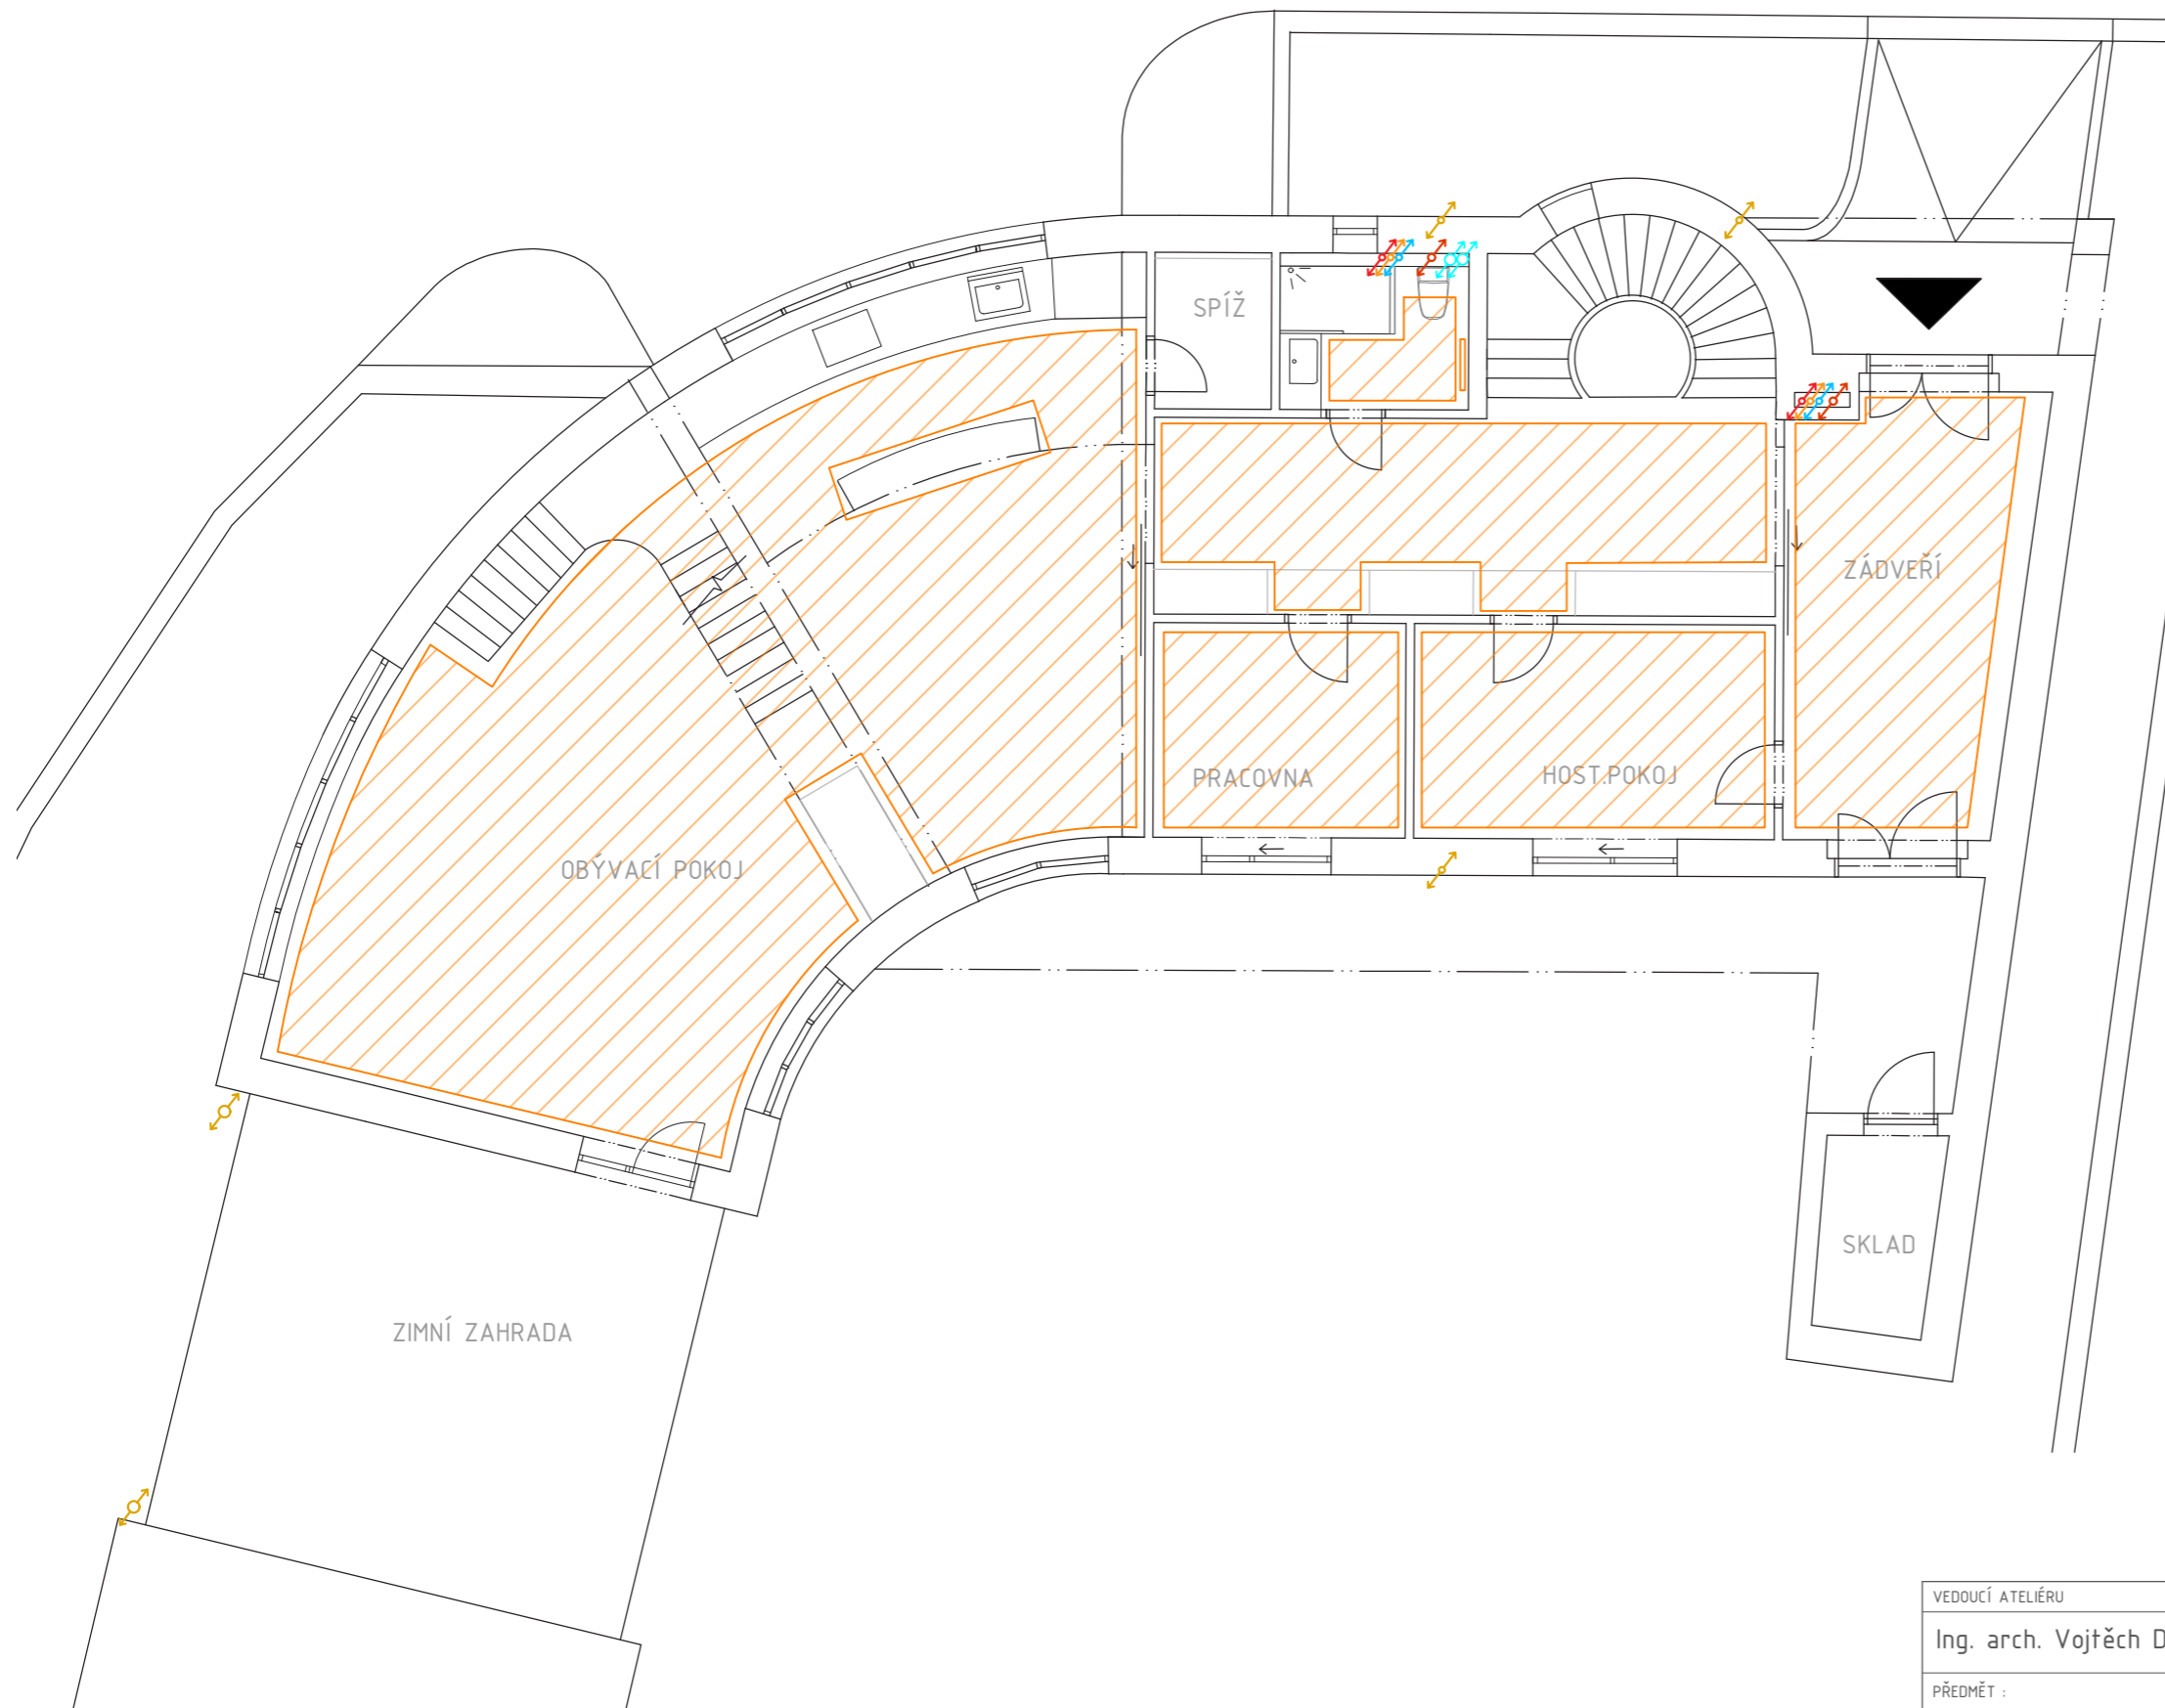 SPÍŽ
ZÁDVEŘÍ
PRACOVNA
HOST.POKOJ
OBÝVACÍ POKOJ
SKLAD
ZIMNÍ ZAHRADA
VEDOUCÍ ATELIÉRU
Ing. arch. Vojtěch D
PŘEDMĚT :